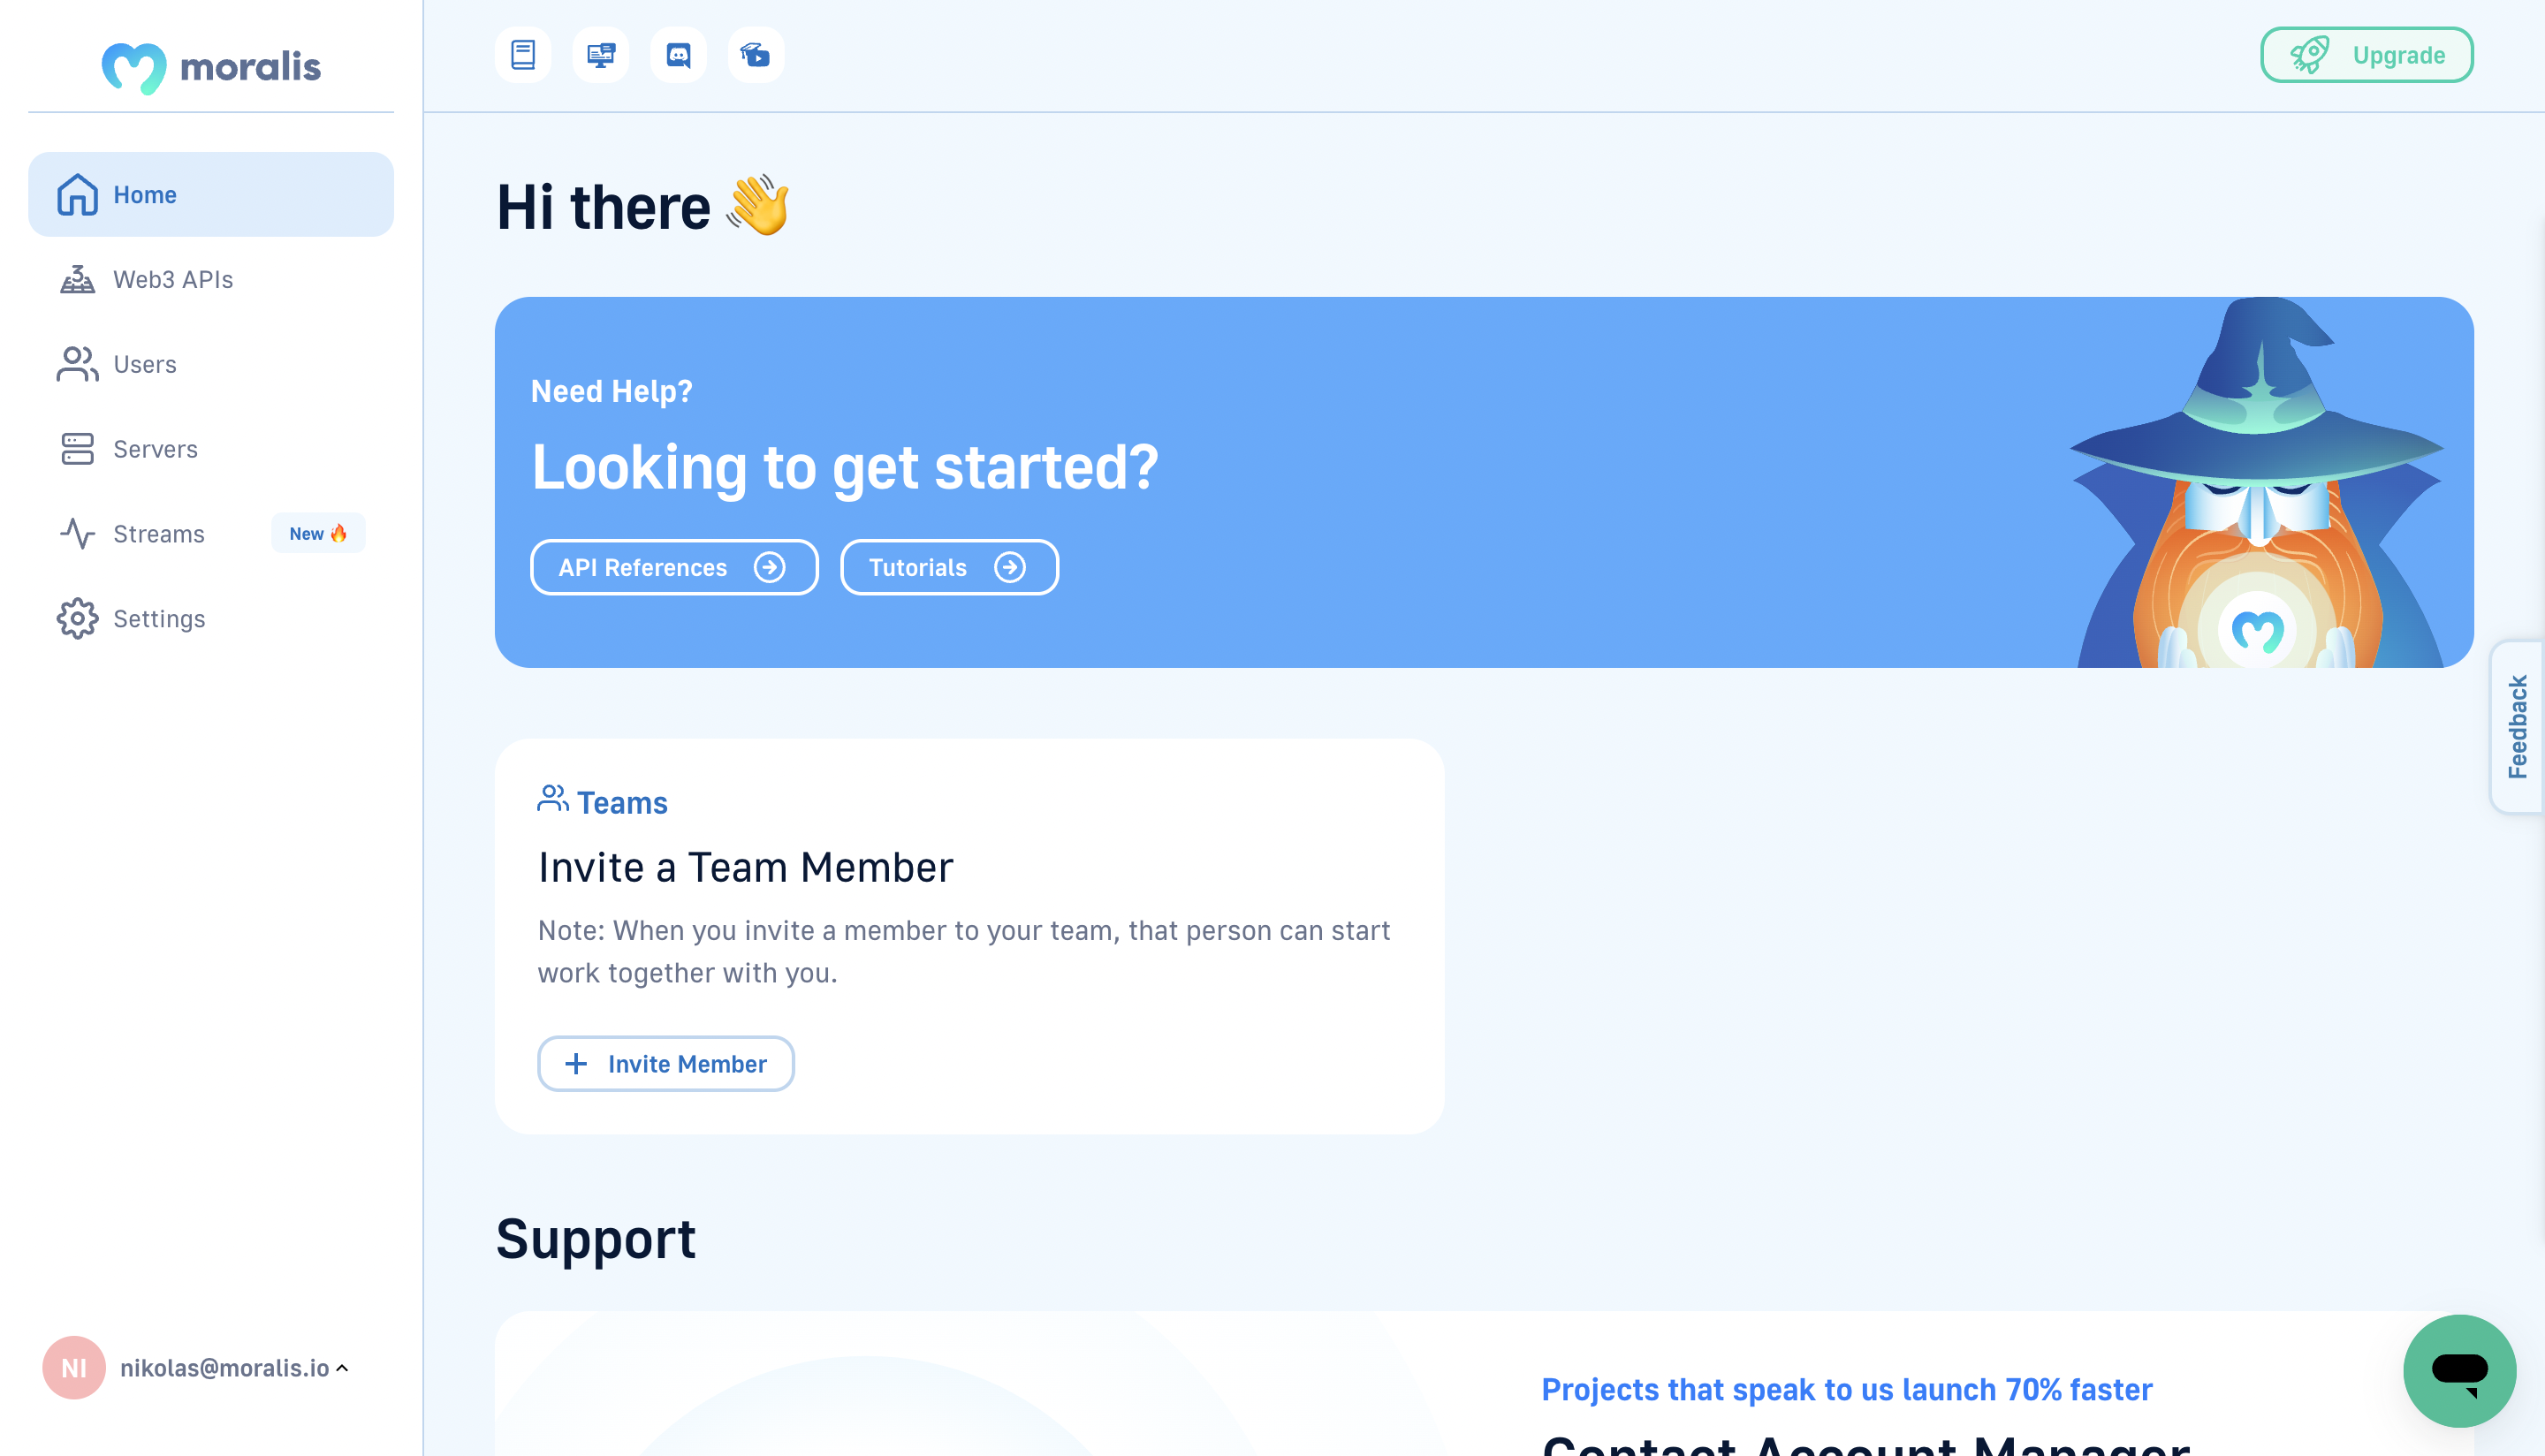 moralis
Home
Web3 APIs
Users
Servers
Streams
New 🔥
Settings
NI
nikolas@moralis.io
Upgrade
Hi there 👋
Need Help?
Looking to get started?
API References
Tutorials
Feedback
Teams
Invite a Team Member
Note: When you invite a member to your team, that person can start
work together with you.
+ Invite Member
Support
Projects that speak to us launch 70% faster
Contact Account Manager